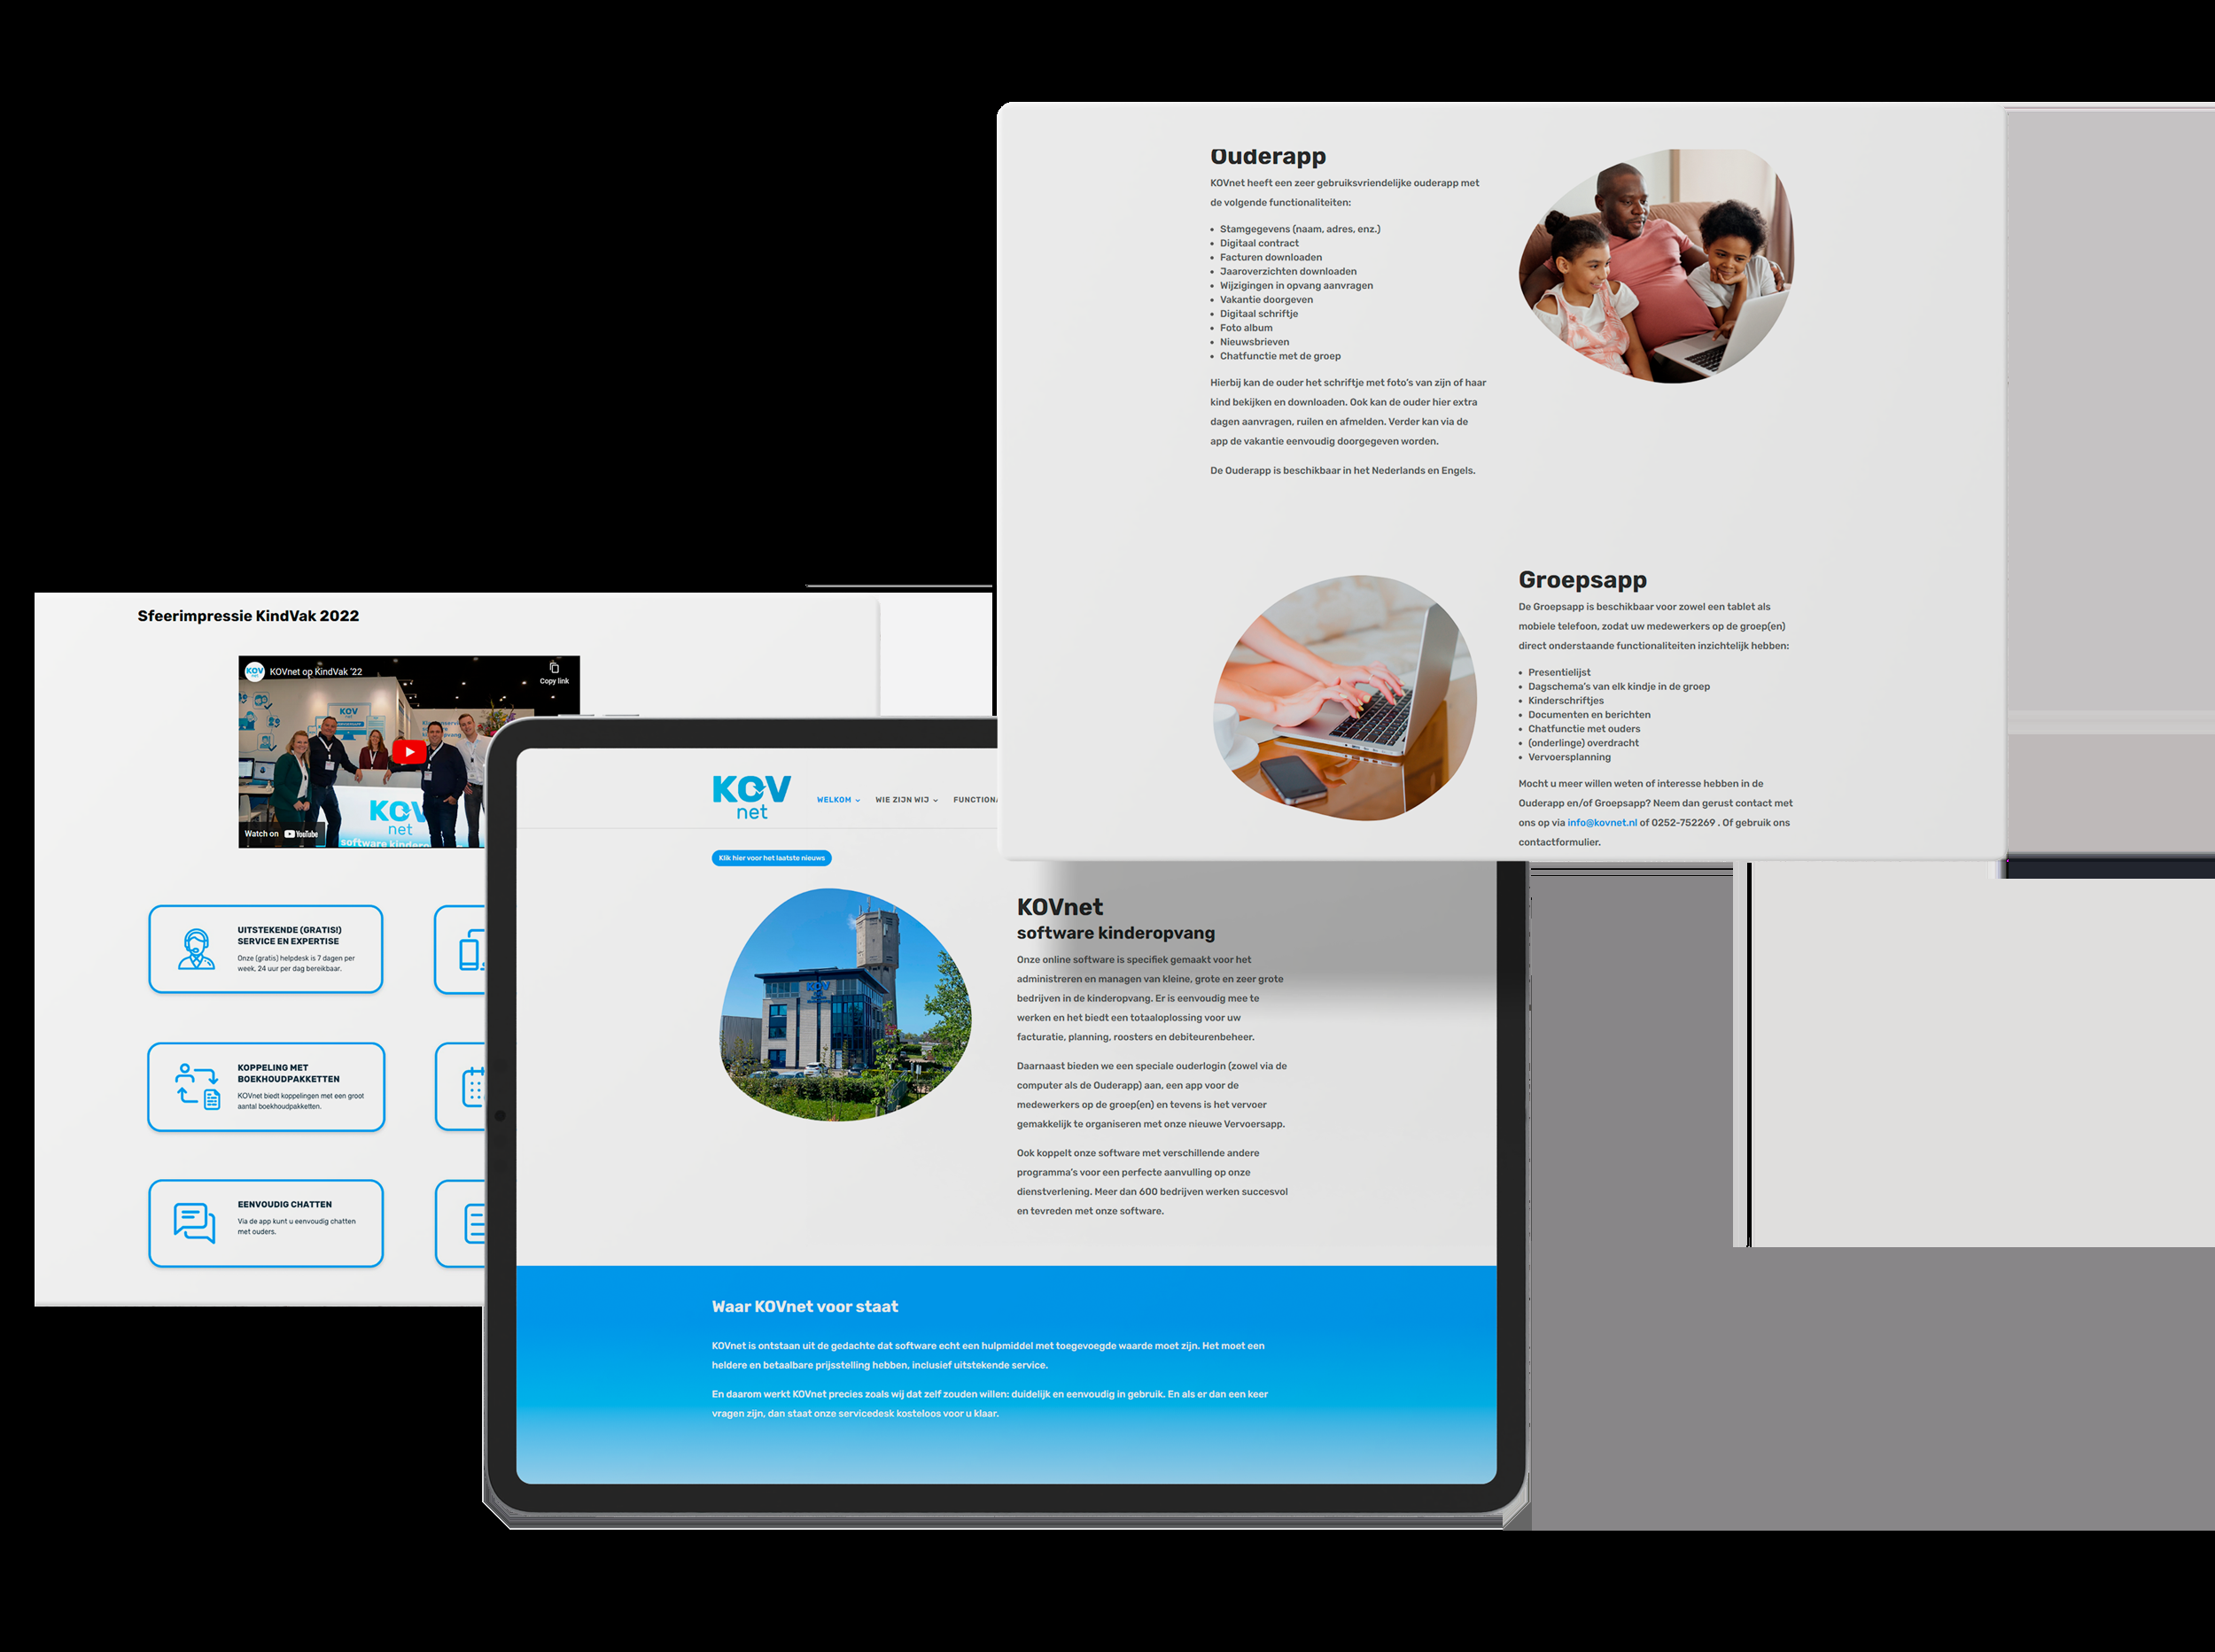 Ouderapp
KOVnet heeft een zeer gebruiksvriendelijke ouderapp met
de volgende functionaliteiten:
• Stamgegevens (naam, adres, enz.)
• Digitaal contract
• Facturen downloaden
• Jaaroverzichten downloaden
• Wijzigingen in opvang aanvragen
• Vakantie doorgeven
• Digitaal schriftje
• Foto album
• Nieuwsbrieven
• Chatfunctie met de groep
Hierbij kan de ouder het schriftje met foto's van zijn of haar
kind bekijken en downloaden. Ook kan de ouder hier extra
dagen aanvragen, ruilen en afmelden. Verder kan via de
app de vakantie eenvoudig doorgegeven worden.
De Ouderapp is beschikbaar in het Nederlands en Engels.
Groepsapp
De Groepsapp is beschikbaar voor zowel een tablet als
mobiele telefoon, zodat uw medewerkers op de groep(en)
direct onderstaande functionaliteiten inzichtelijk hebben:
• Presentielijst
• Dagschema's van elk kindje in de groep
• Kinderschriftjes
• Documenten en berichten
• Chatfunctie met ouders
• (onderlinge) overdracht
• Vervoersplanning
Mocht u meer willen weten of interesse hebben in de
Ouderapp en/of Groepsapp? Neem dan gerust contact met
ons op via info@kovnet.nl of 0252-752269 . Of gebruik ons
contactformulier.
Sfeerimpressie KindVak 2022
KOV
net
KOVnet op KindVak '22
Copy link
KOV
net
KOV
net
software kindero
Watch on YouTube
UITSTEKENDE (GRATIS!)
SERVICE EN EXPERTISE
Onze (gratis) helpdesk is 7 dagen per
week, 24 uur per dag bereikbaar.
KOPPELING MET
BOEKHOUDPAKKETTEN
KOVnet biedt koppelingen met een groot
aantal boekhoudpakketten.
EENVOUDIG CHATTEN
Via de app kunt u eenvoudig chatten
met ouders.
KOV
net
WELKOM WIE ZIJN WIJ FUNCTIONA
Klik hier voor het laatste nieuws
KOV
KOVnet
software kinderopvang
Onze online software is specifiek gemaakt voor het
administreren en managen van kleine, grote en zeer grote
bedrijven in de kinderopvang. Er is eenvoudig mee te
werken en het biedt een totaaloplossing voor uw
facturatie, planning, roosters en debiteurenbeheer.
Daarnaast bieden we een speciale ouderlogin (zowel via de
computer als de Ouderapp) aan, een app voor de
medewerkers op de groep(en) en tevens is het vervoer
gemakkelijk te organiseren met onze nieuwe Vervoersapp.
Ook koppelt onze software met verschillende andere
programma's voor een perfecte aanvulling op onze
dienstverlening. Meer dan 600 bedrijven werken succesvol
en tevreden met onze software.
Waar KOVnet voor staat
KOVnet is ontstaan uit de gedachte dat software echt een hulpmiddel met toegevoegde waarde moet zijn. Het moet een
heldere en betaalbare prijsstelling hebben, inclusief uitstekende service.
En daarom werkt KOVnet precies zoals wij dat zelf zouden willen: duidelijk en eenvoudig in gebruik. En als er dan een keer
vragen zijn, dan staat onze servicedesk kosteloos voor u klaar.